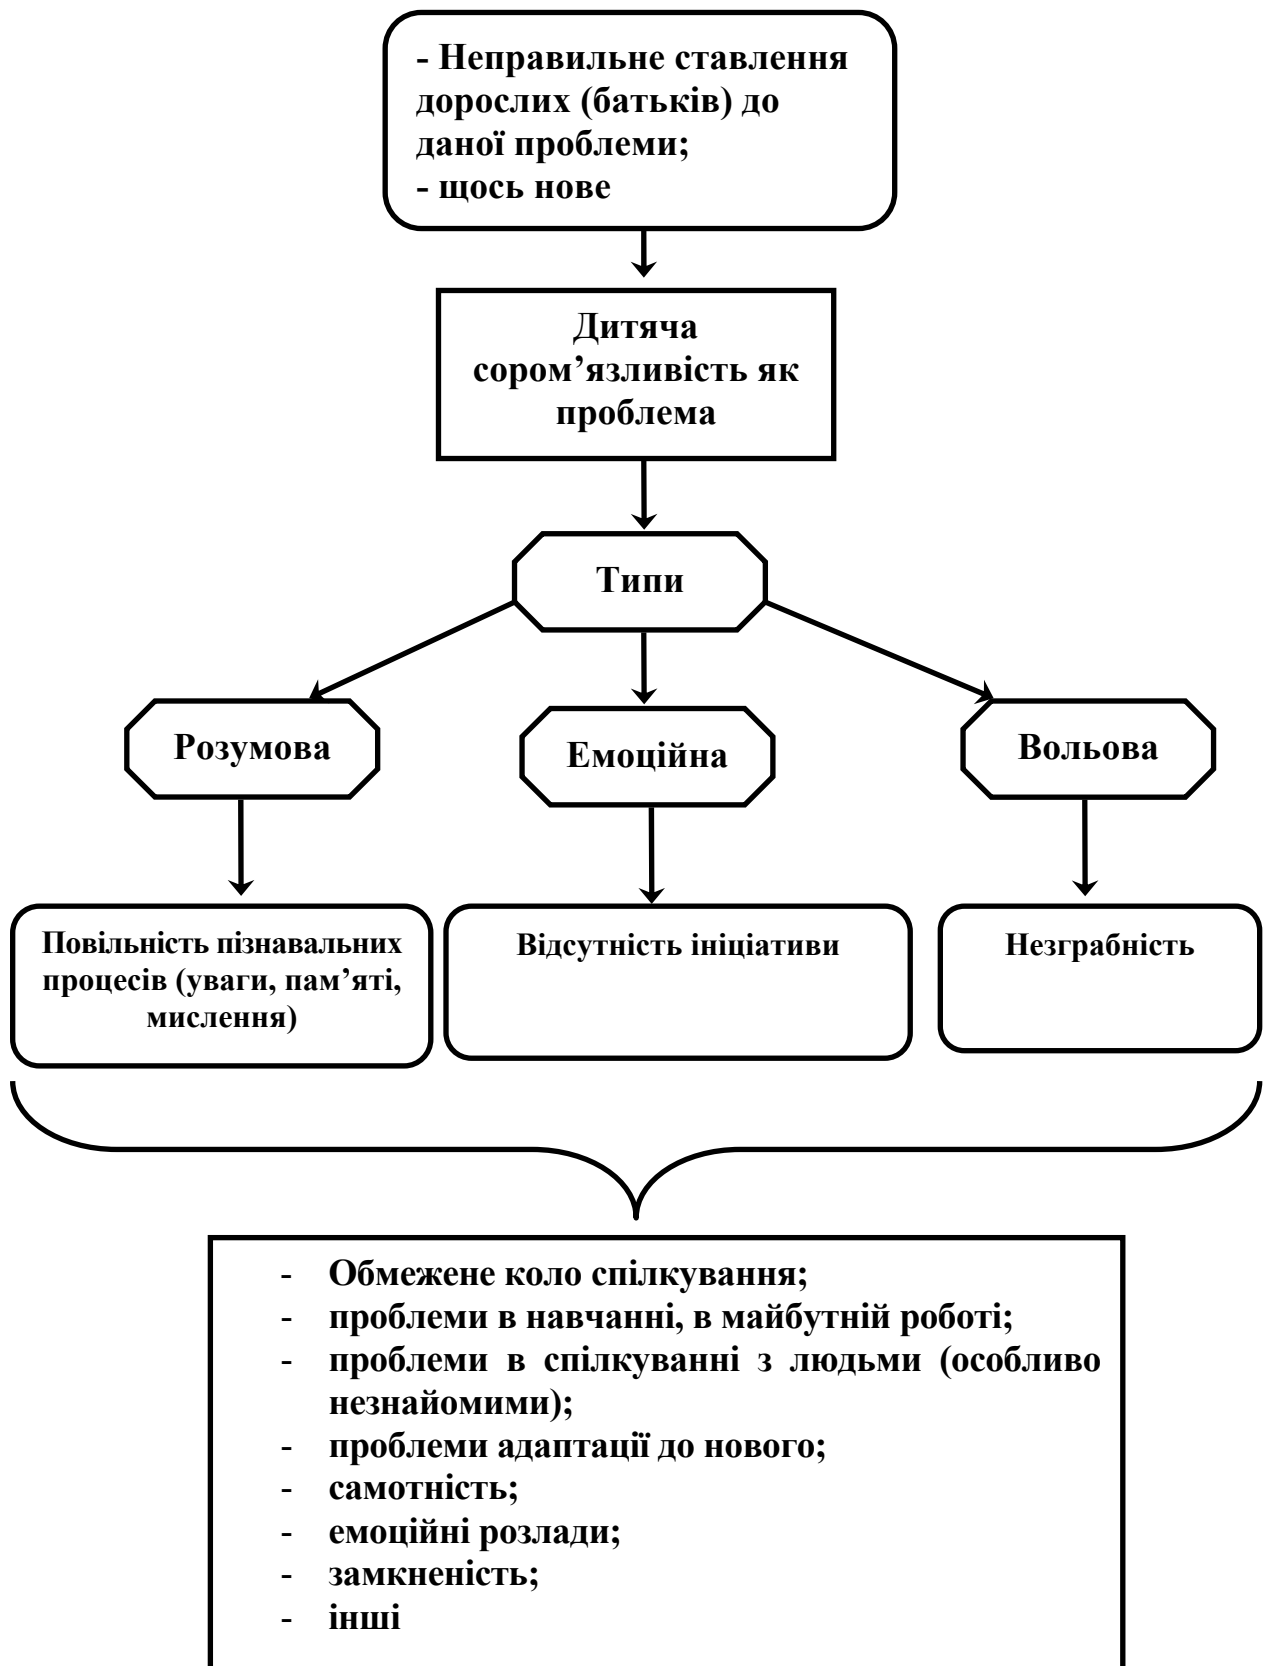 - Неправильне ставлення
дорослих (батьків) до
даної проблеми;
- щось нове
Дитяча
сором’язливість як
проблема
Типи
Розумова
Емоційна
Вольова
Повільність пізнавальних
процесів (уваги, пам’яті,
мислення)
Відсутність ініціативи
Незграбність
- Обмежене коло спілкування;
- проблеми в навчанні, в майбутній роботі;
- проблеми в спілкуванні з людьми (особливо
незнайомими);
- проблеми адаптації до нового;
- самотність;
- емоційні розлади;
- замкненість;
- інші